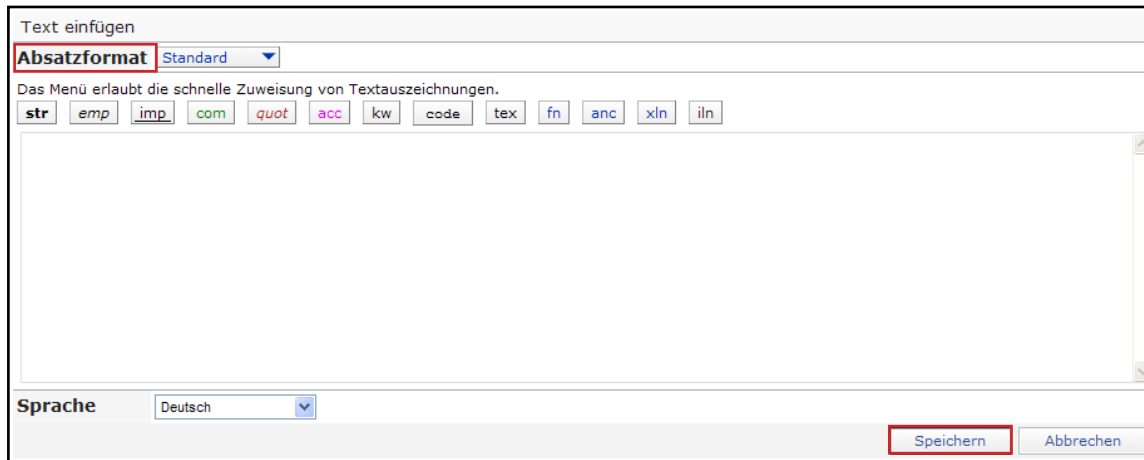 Text einfügen
Absatzformat Standard
Das Menü erlaubt die schnelle Zuweisung von Textauszeichnungen.
str emp imp com quot acc kw code tex fn anc xln iln
Sprache Deutsch
Speichern Abbrechen